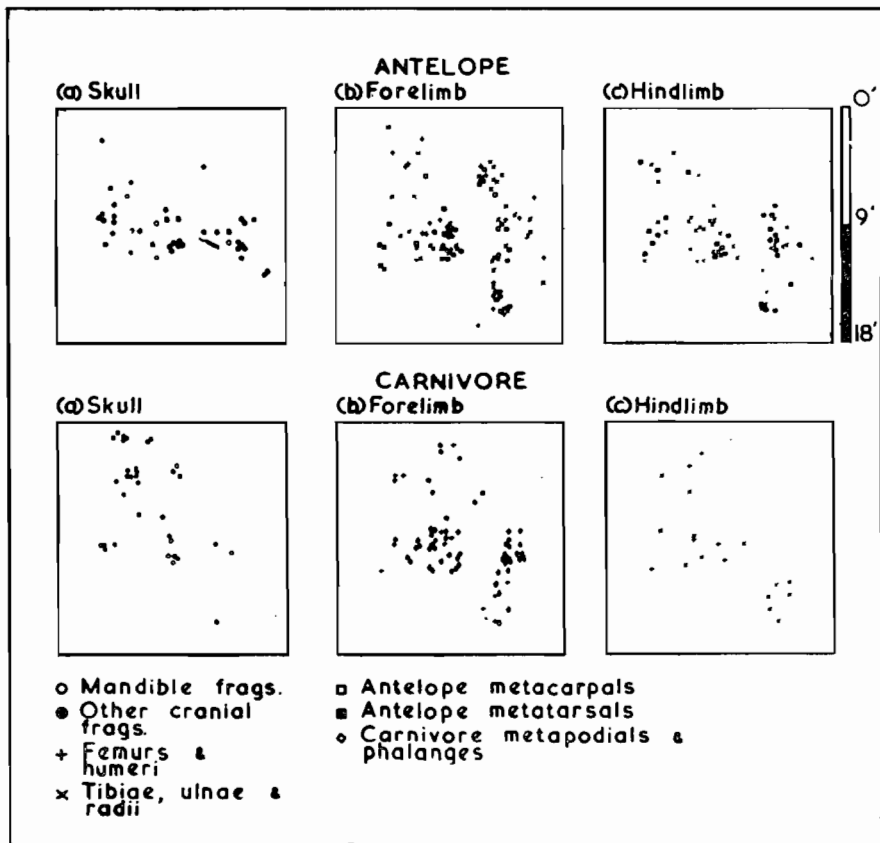 ANTELOPE
(a) Skull
(b) Forelimb
(c) Hindlimb
0'
9'
18'
CARNIVORE
(a) Skull
(b) Forelimb
(c) Hindlimb
Mandible frags.
Other cranial
frags.
Femurs &
humeri
Tibiae, ulnae &
radii
Antelope metacarpals
Antelope metatarsals
Carnivore metapodials &
phalanges